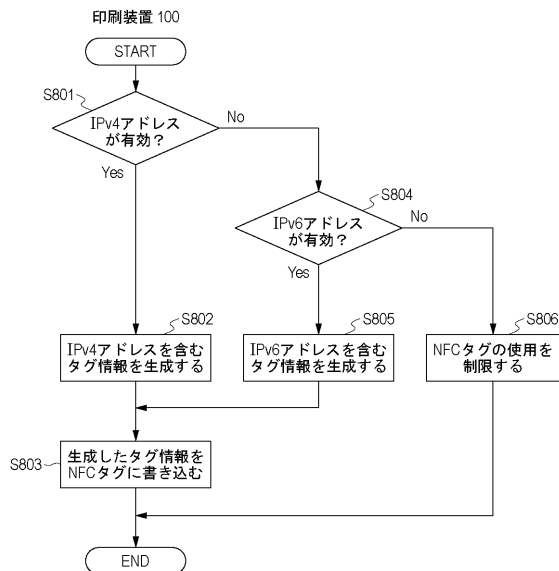 印刷装置 100
START
S801
IPv4アドレス
が有効？
No
Yes
S804
IPv6アドレス
が有効？
No
Yes
S802
IPv4アドレスを含む
タグ情報を生成する
S805
IPv6アドレスを含む
タグ情報を生成する
S806
NFCタグの使用を
制限する
S803
生成したタグ情報を
NFCタグに書き込む
END